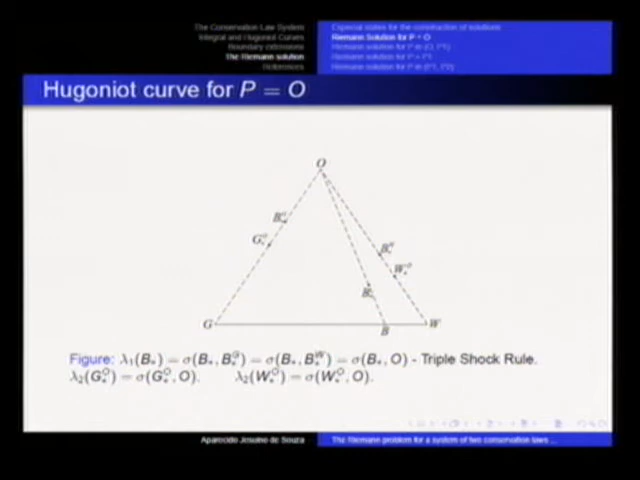 The Conservation Law System
Integral and Hugoniot Curves
Boundary extensions
The Riemann solution
References
Especial states for the construction of solutions
Riemann Solution for P = O
Hugoniot curve for P = O
O
G
B
W
Figure: λ₁(B*) = σ(B*, B*ᴳ) = σ(B*, B*ᵂ) = σ(B*, O) - Triple Shock Rule.
λ₂(G*ᴼ) = σ(G*ᴼ, O). λ₂(W*ᴼ) = σ(W*ᴼ, O).
Aparecido Jesuino de Souza
The Riemann problem for a system of two conservation laws ...